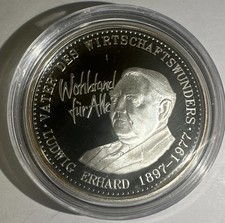 VATER DES WIRTSCHAFTSWUNDERS
Wohlstand
für Alle
· LUDWIG ERHARD 1897-1977 ·